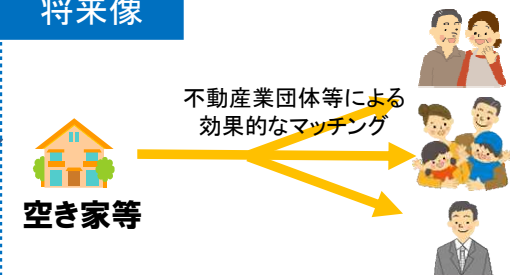 将来像
不動産業団体等による
効果的なマッチング
空き家等